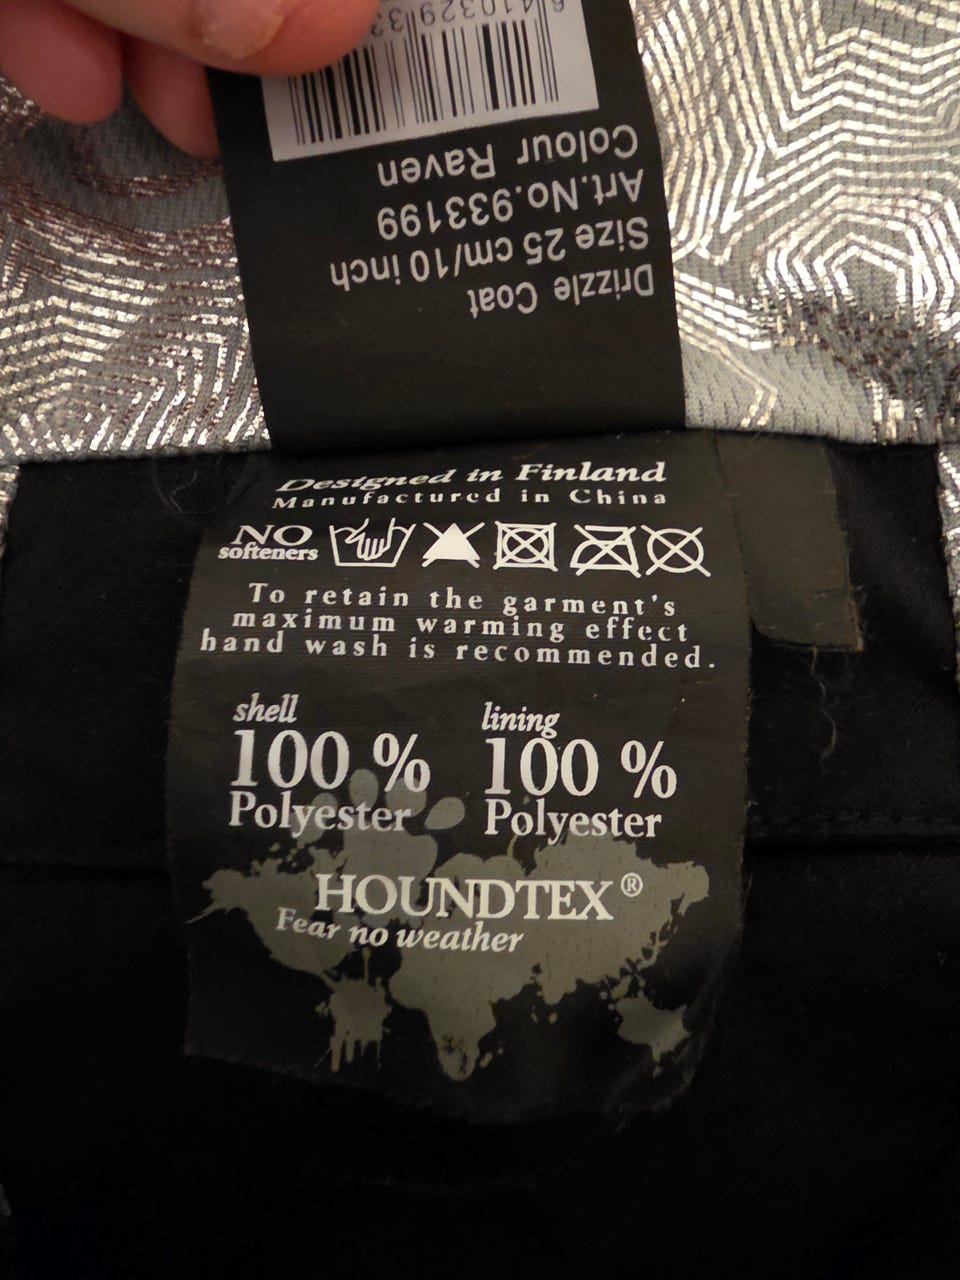 Drizzle Coat
Size 25 cm/10 inch
Art.No.933199
Colour Raven
Designed in Finland
Manufactured in China
NO
softeners
To retain the garment's
maximum warming effect
hand wash is recommended.
shell
100 %
Polyester
lining
100 %
Polyester
HOUNDTEX®
Fear no weather